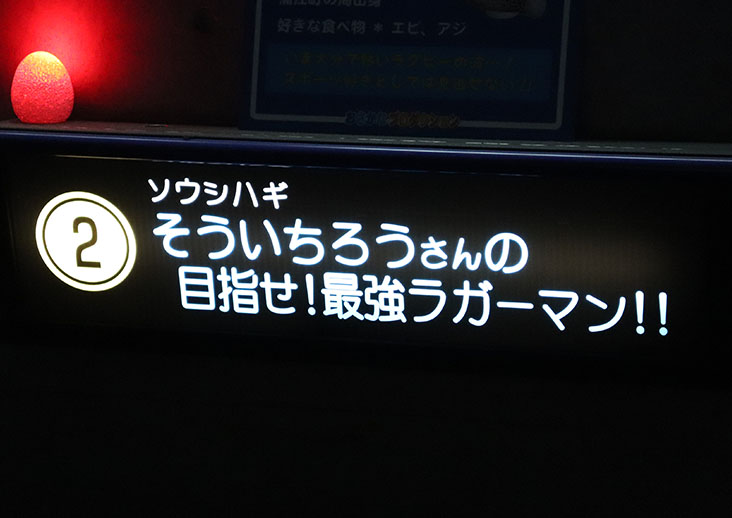 好きな食べ物 * エビ、アジ
2
ソウシハギ
そういちろうさんの
目指せ!最強ラガーマン!!